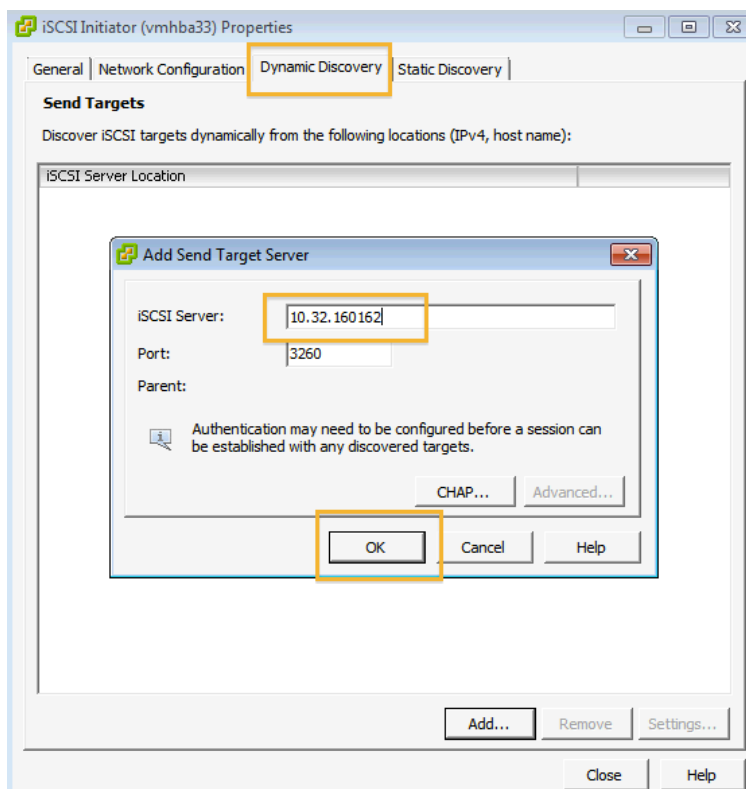 iSCSI Initiator (vmhba33) Properties
General Network Configuration Dynamic Discovery Static Discovery
Send Targets
Discover iSCSI targets dynamically from the following locations (IPv4, host name):
iSCSI Server Location
Add Send Target Server
iSCSI Server: 10.32.160162
Port: 3260
Parent:
Authentication may need to be configured before a session can
be established with any discovered targets.
CHAP... Advanced...
OK Cancel Help
Add... Remove Settings...
Close Help